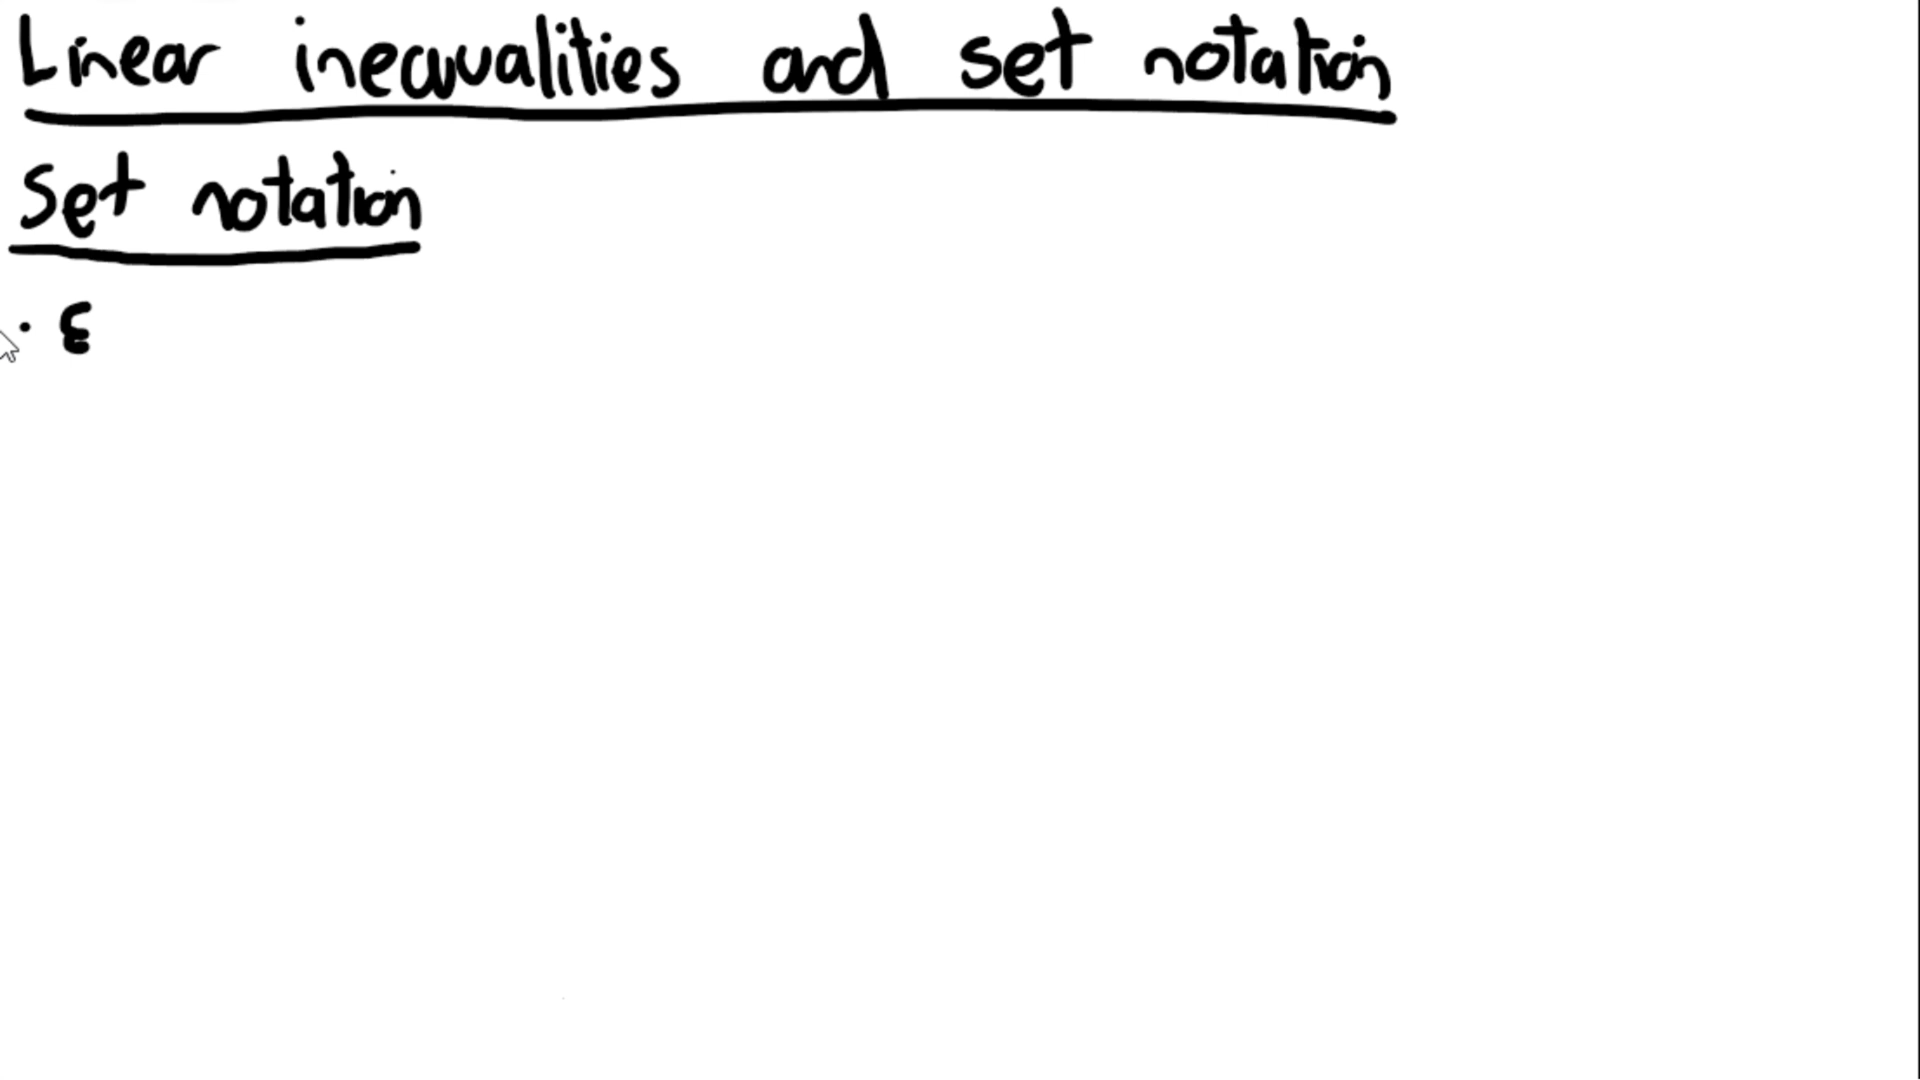 Linear inequalities and set notation
Set notation
· ε